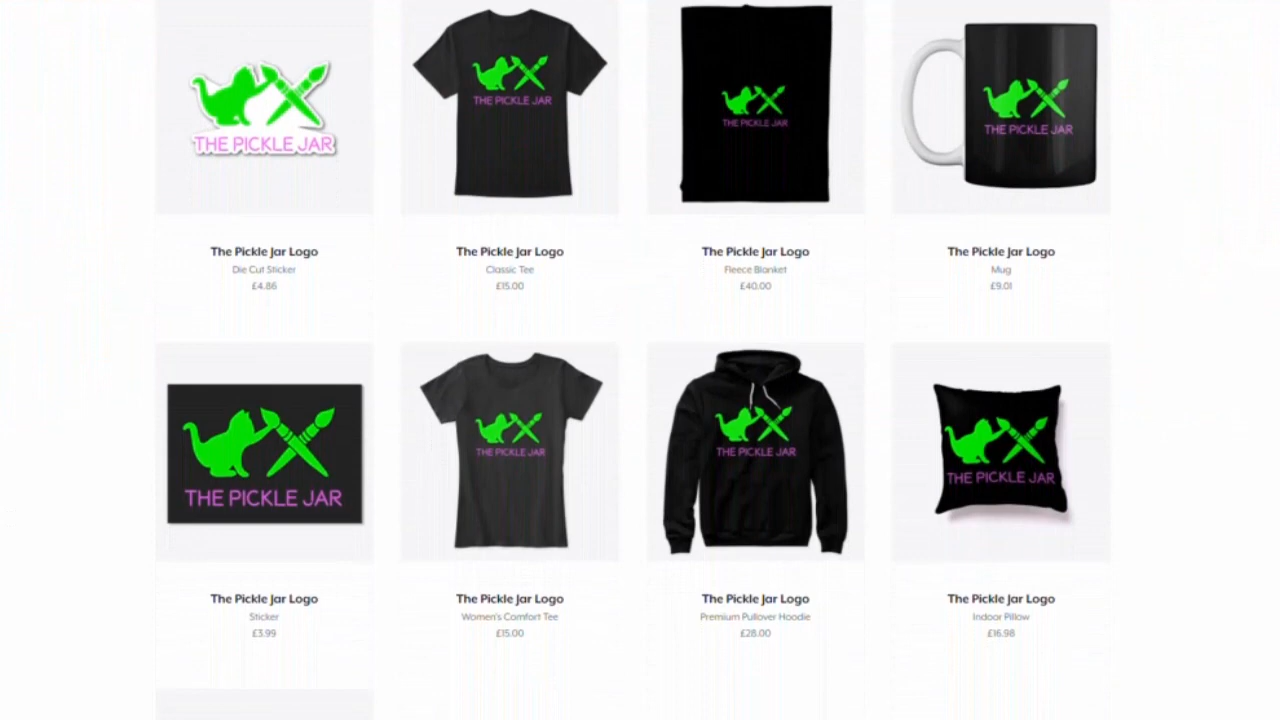 THE PICKLE JAR
THE PICKLE JAR
THE PICKLE JAR
THE PICKLE JAR
The Pickle Jar Logo
Die Cut Sticker
£4.86
The Pickle Jar Logo
Classic Tee
£15.00
The Pickle Jar Logo
Fleece Blanket
£40.00
The Pickle Jar Logo
Mug
£9.01
THE PICKLE JAR
THE PICKLE JAR
THE PICKLE JAR
THE PICKLE JAR
The Pickle Jar Logo
Sticker
£3.99
The Pickle Jar Logo
Women's Comfort Tee
£15.00
The Pickle Jar Logo
Premium Pullover Hoodie
£28.00
The Pickle Jar Logo
Indoor Pillow
£16.98